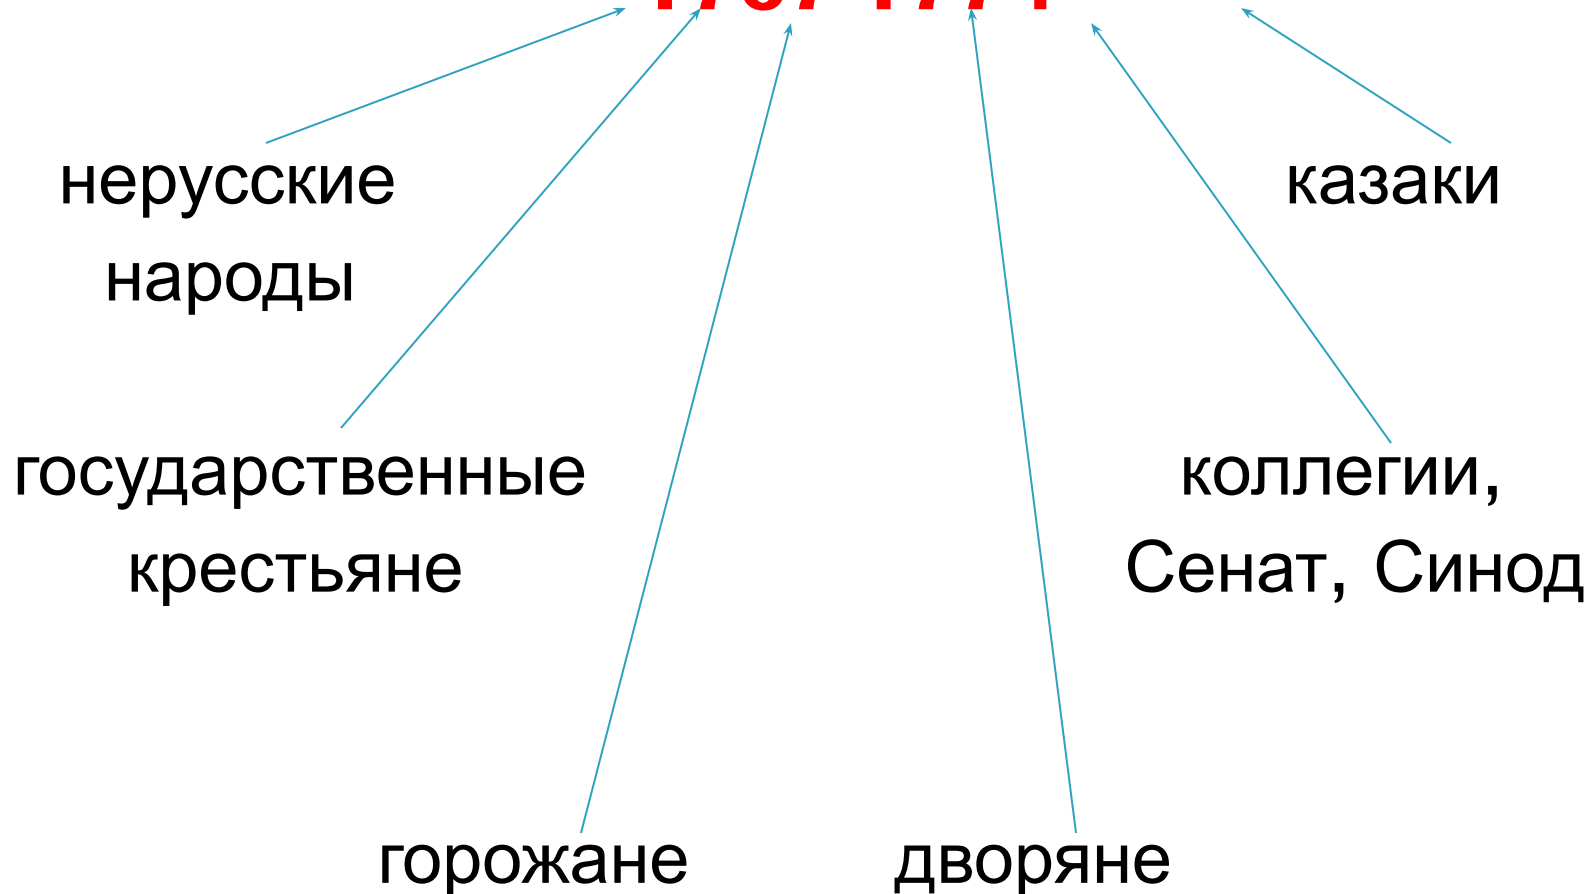 нерусские
народы
казаки
государственные
крестьяне
коллегии,
Сенат, Синод
горожане
дворяне